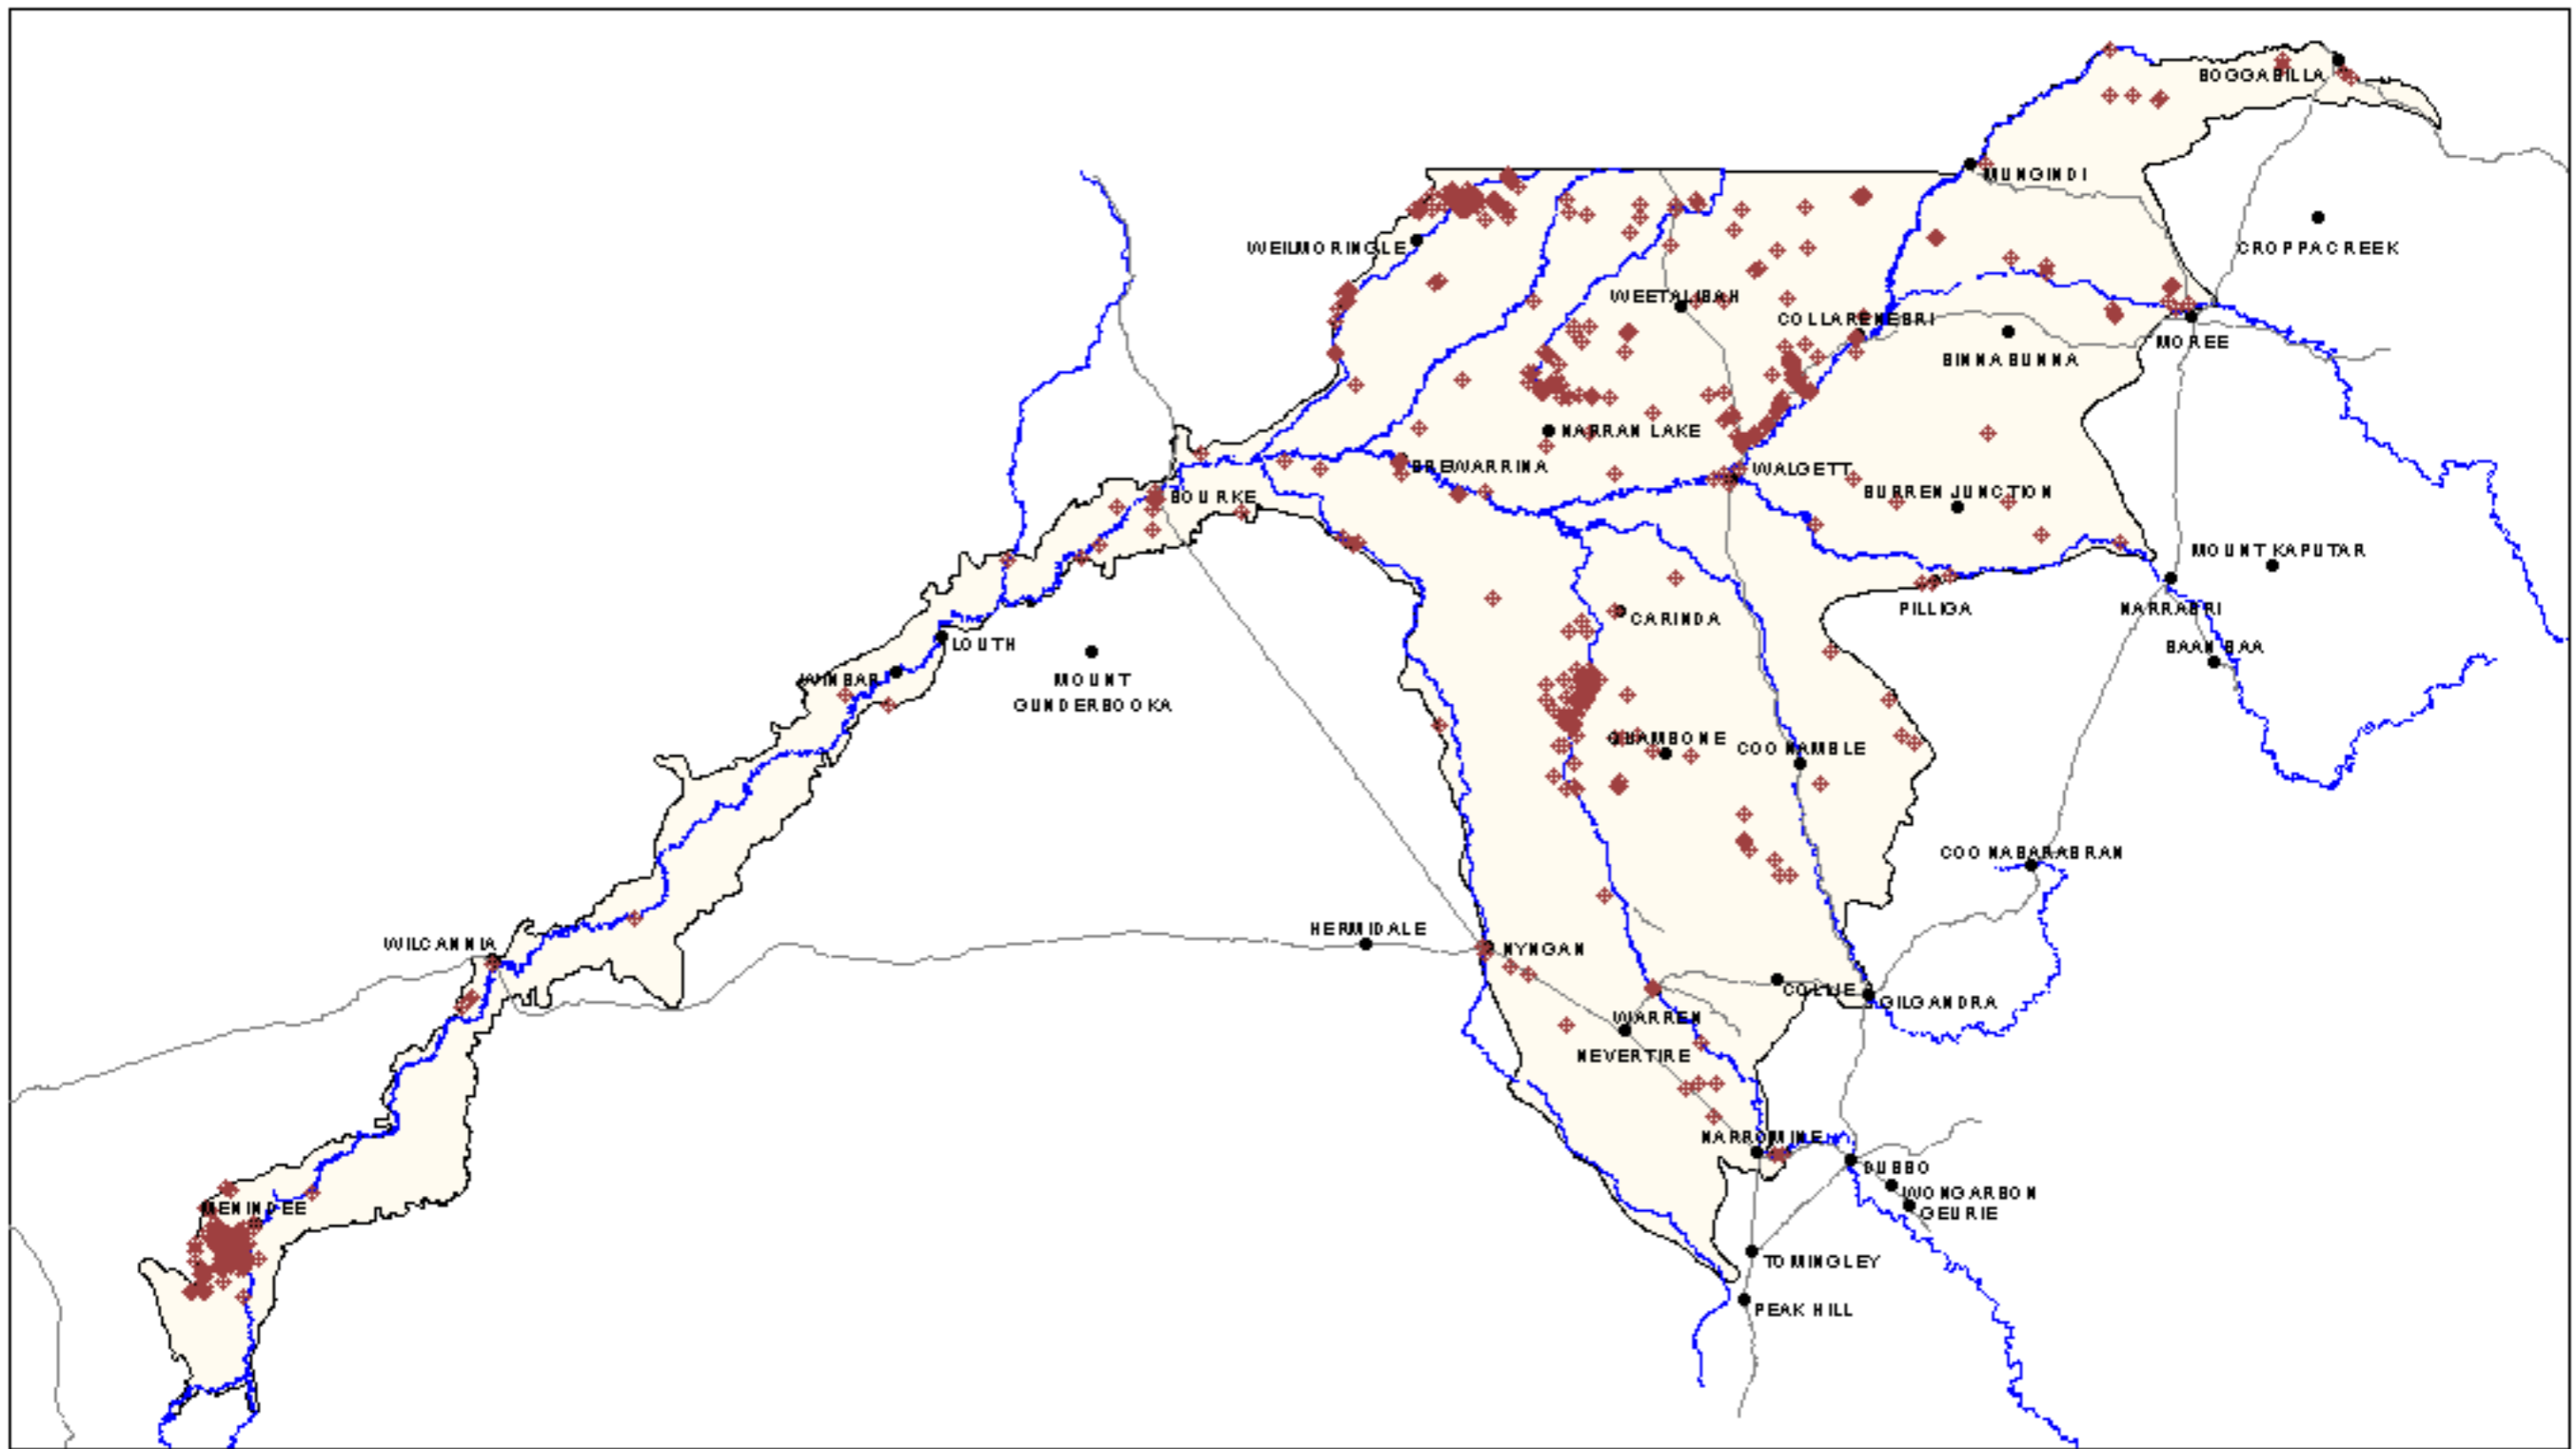 BOGGABILLA
MUNGINDI
CROPPA CREEK
WEILMORINGLE
WEETALIBAH
COLLARENEBRI
MOREE
BINNA BUNNA
NARRAN LAKE
BREWARRINA
WALGETT
BOURKE
BURREN JUNCTION
MOUNT KAPUTAR
NARRABRI
PILLIGA
CARINDA
LOUTH
BAAN BAA
WINBAR
MOUNT
GUNDERBOOKA
QUAMBONE
COONAMBLE
COONABARABRAN
HERMIDALE
WILCANNIA
NYNGAN
COLLIE
GILGANDRA
WARREN
NEVERTIRE
NARROMINE
DUBBO
WONGARBON
MENINDEE
GEURIE
TOMINGLEY
PEAK HILL